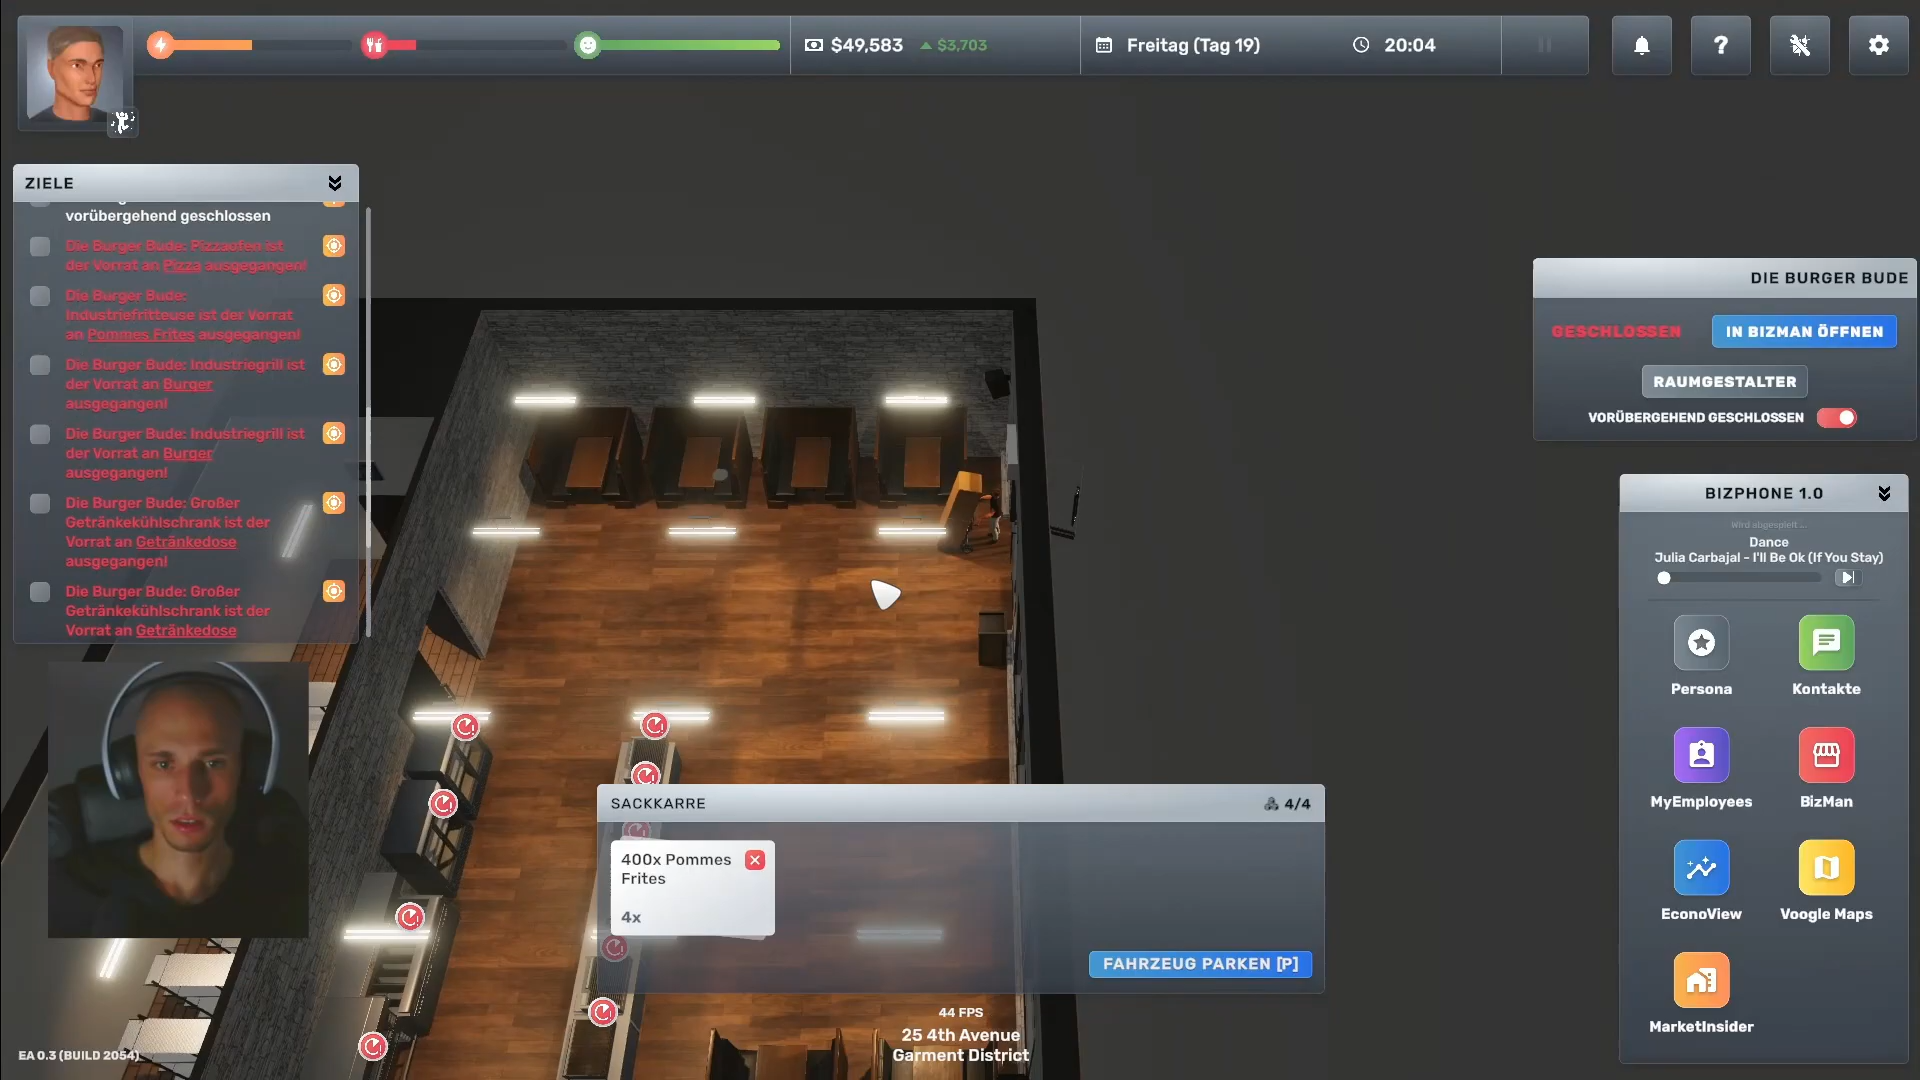 $49,583
$3,703
Freitag (Tag 19)
20:04
?
ZIELE
vorübergehend geschlossen
Die Burger Bude: Pizzaofen ist
der Vorrat an Pizza ausgegangen!
Die Burger Bude:
Industriefritteuse ist der Vorrat
an Pommes Frites ausgegangen!
Die Burger Bude: Industriegrill ist
der Vorrat an Burger
ausgegangen!
Die Burger Bude: Industriegrill ist
der Vorrat an Burger
ausgegangen!
Die Burger Bude: Großer
Getränkekühlschrank ist der
Vorrat an Getränkedose
ausgegangen!
Die Burger Bude: Großer
Getränkekühlschrank ist der
Vorrat an Getränkedose
DIE BURGER BUDE
GESCHLOSSEN
IN BIZMAN ÖFFNEN
RAUMGESTALTER
VORÜBERGEHEND GESCHLOSSEN
BIZPHONE 1.0
Wird abgespielt ...
Dance
Julia Carbajal - I'll Be Ok (If You Stay)
Persona
Kontakte
MyEmployees
BizMan
EconoView
Voogle Maps
MarketInsider
SACKKARRE
4/4
400x Pommes
Frites
4x
FAHRZEUG PARKEN [P]
44 FPS
25 4th Avenue
Garment District
EA 0.3 (BUILD 2054)